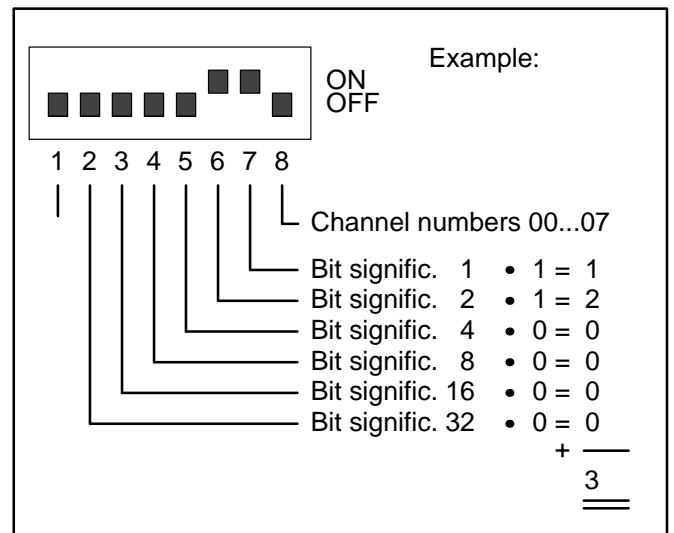 Example:
ON
OFF
1 2 3 4 5 6 7 8
Channel numbers 00...07
Bit signific. 1 • 1 = 1
Bit signific. 2 • 1 = 2
Bit signific. 4 • 0 = 0
Bit signific. 8 • 0 = 0
Bit signific. 16 • 0 = 0
Bit signific. 32 • 0 = 0
+
3